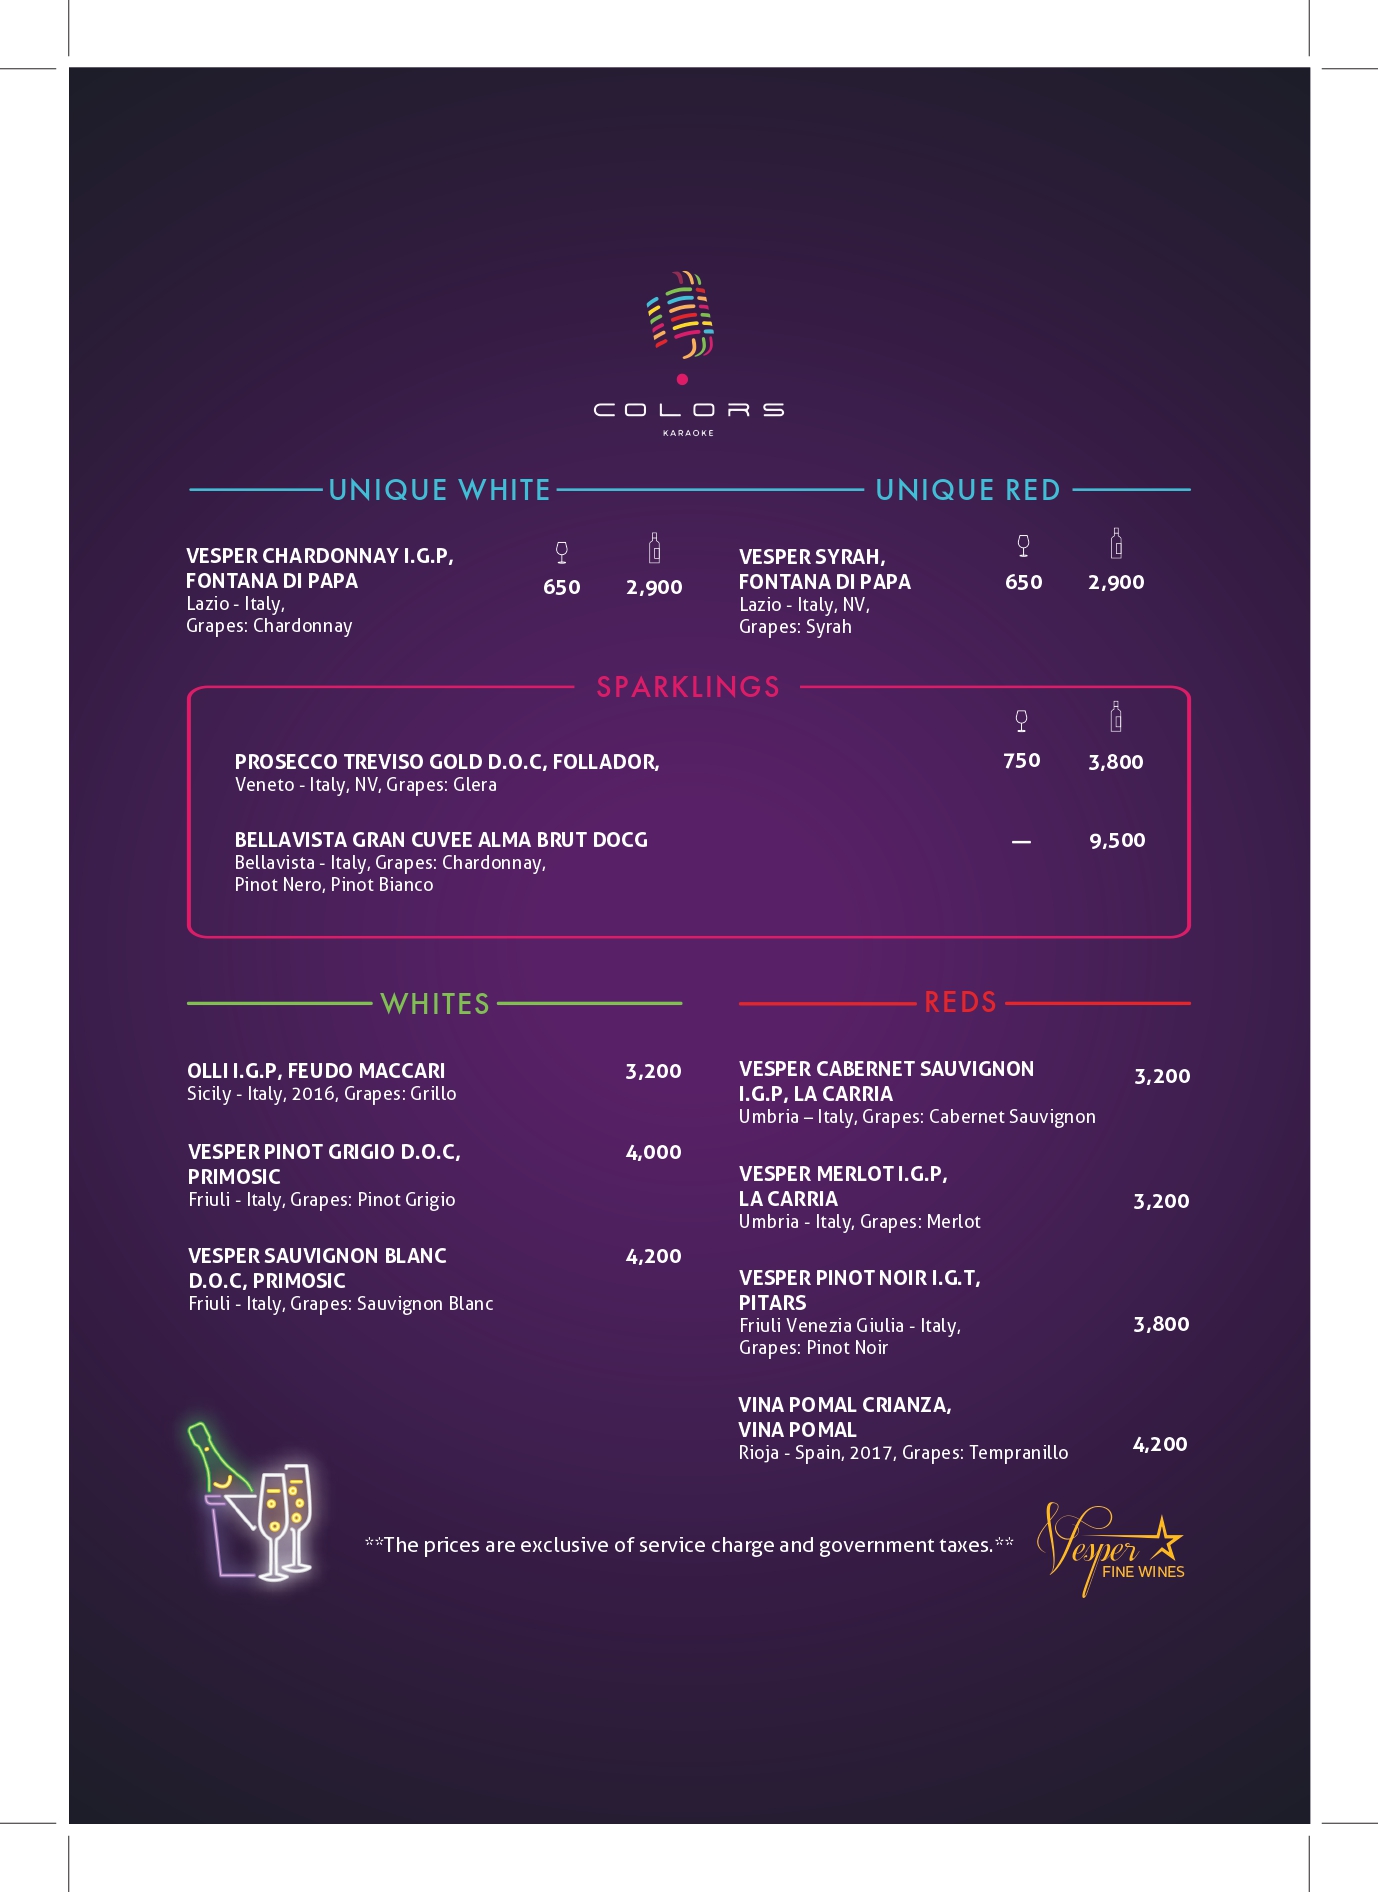 COLORS
KARAOKE
UNIQUE WHITE
VESPER CHARDONNAY I.G.P,
FONTANA DI PAPA
650 2,900
Lazio - Italy,
Grapes: Chardonnay
UNIQUE RED
VESPER SYRAH,
FONTANA DI PAPA
650 2,900
Lazio - Italy, NV,
Grapes: Syrah
SPARKLINGS
PROSECCO TREVISO GOLD D.O.C, FOLLADOR, 750 3,800
Veneto - Italy, NV, Grapes: Glera
BELLAVISTA GRAN CUVEE ALMA BRUT DOCG — 9,500
Bellavista - Italy, Grapes: Chardonnay,
Pinot Nero, Pinot Bianco
WHITES
OLLI I.G.P, FEUDO MACCARI 3,200
Sicily - Italy, 2016, Grapes: Grillo
VESPER PINOT GRIGIO D.O.C, 4,000
PRIMOSIC
Friuli - Italy, Grapes: Pinot Grigio
VESPER SAUVIGNON BLANC 4,200
D.O.C, PRIMOSIC
Friuli - Italy, Grapes: Sauvignon Blanc
REDS
VESPER CABERNET SAUVIGNON 3,200
I.G.P, LA CARRIA
Umbria – Italy, Grapes: Cabernet Sauvignon
VESPER MERLOT I.G.P,
LA CARRIA 3,200
Umbria - Italy, Grapes: Merlot
VESPER PINOT NOIR I.G.T,
PITARS
Friuli Venezia Giulia - Italy, 3,800
Grapes: Pinot Noir
VINA POMAL CRIANZA,
VINA POMAL
Rioja - Spain, 2017, Grapes: Tempranillo 4,200
**The prices are exclusive of service charge and government taxes.**
Vesper
FINE WINES